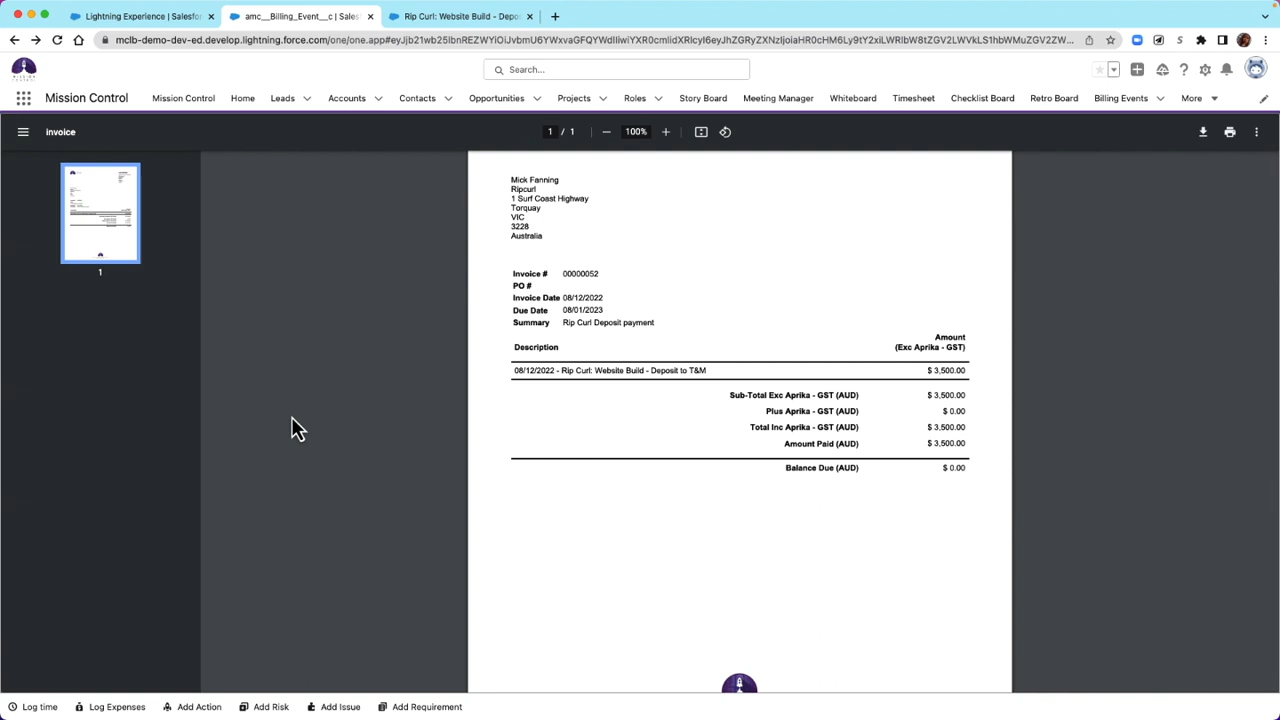 Lightning Experience | Salesfor
amc__Billing_Event__c | Salesf
Rip Curl: Website Build - Depos
mclb-demo-dev-ed.develop.lightning.force.com
Search...
Mission Control
Mission Control
Home
Leads
Accounts
Contacts
Opportunities
Projects
Roles
Story Board
Meeting Manager
Whiteboard
Timesheet
Checklist Board
Retro Board
Billing Events
More
invoice
1 / 1
100%
1
Mick Fanning
Ripcurl
1 Surf Coast Highway
Torquay
VIC
3228
Australia
Invoice # 00000052
PO #
Invoice Date 08/12/2022
Due Date 08/01/2023
Summary Rip Curl Deposit payment
Amount
Description (Exc Aprika - GST)
08/12/2022 - Rip Curl: Website Build - Deposit to T&M $ 3,500.00
Sub-Total Exc Aprika - GST (AUD) $ 3,500.00
Plus Aprika - GST (AUD) $ 0.00
Total Inc Aprika - GST (AUD) $ 3,500.00
Amount Paid (AUD) $ 3,500.00
Balance Due (AUD) $ 0.00
Log time
Log Expenses
Add Action
Add Risk
Add Issue
Add Requirement